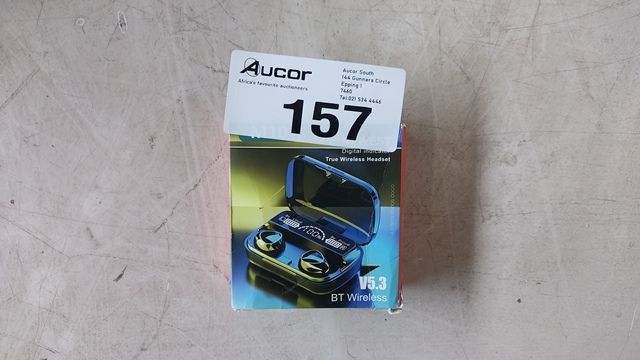 Aucor
Africa's favourite auctioneers
Aucor South
144 Gunners Circle
Epping 1
7460
Tel:021 534 4446
157
Digital Indicator
True Wireless Headset
V5.3
BT Wireless